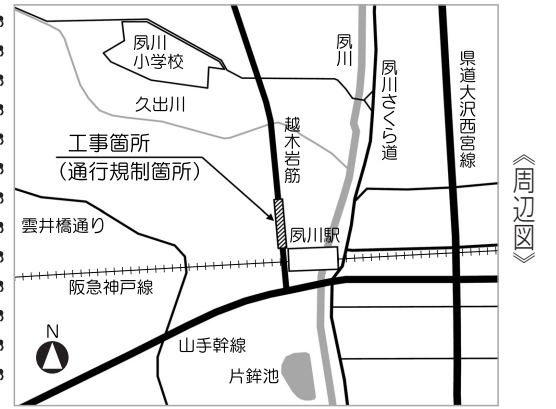 夙川
小学校
夙川
夙川さくら道
県道大沢西宮線
久出川
越木岩筋
工事箇所
(通行規制箇所)
《周辺図》
雲井橋通り
夙川駅
阪急神戸線
N
山手幹線
片鉾池